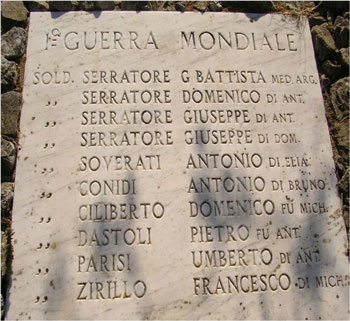 1ª GUERRA MONDIALE
SOLD. SERRATORE G BATTISTA MED. ARG.
,, SERRATORE DOMENICO DI ANT.
,, SERRATORE GIUSEPPE DI ANT.
,, SERRATORE GIUSEPPE DI DOM.
,, SOVERATI ANTONIO DI ELIA
,, CONIDI ANTONIO DI BRUNO
,, CILIBERTO DOMENICO FU MICH.
,, DASTOLI PIETRO FU ANT.
,, PARISI UMBERTO DI ANT
,, ZIRILLO FRANCESCO DI MICH.